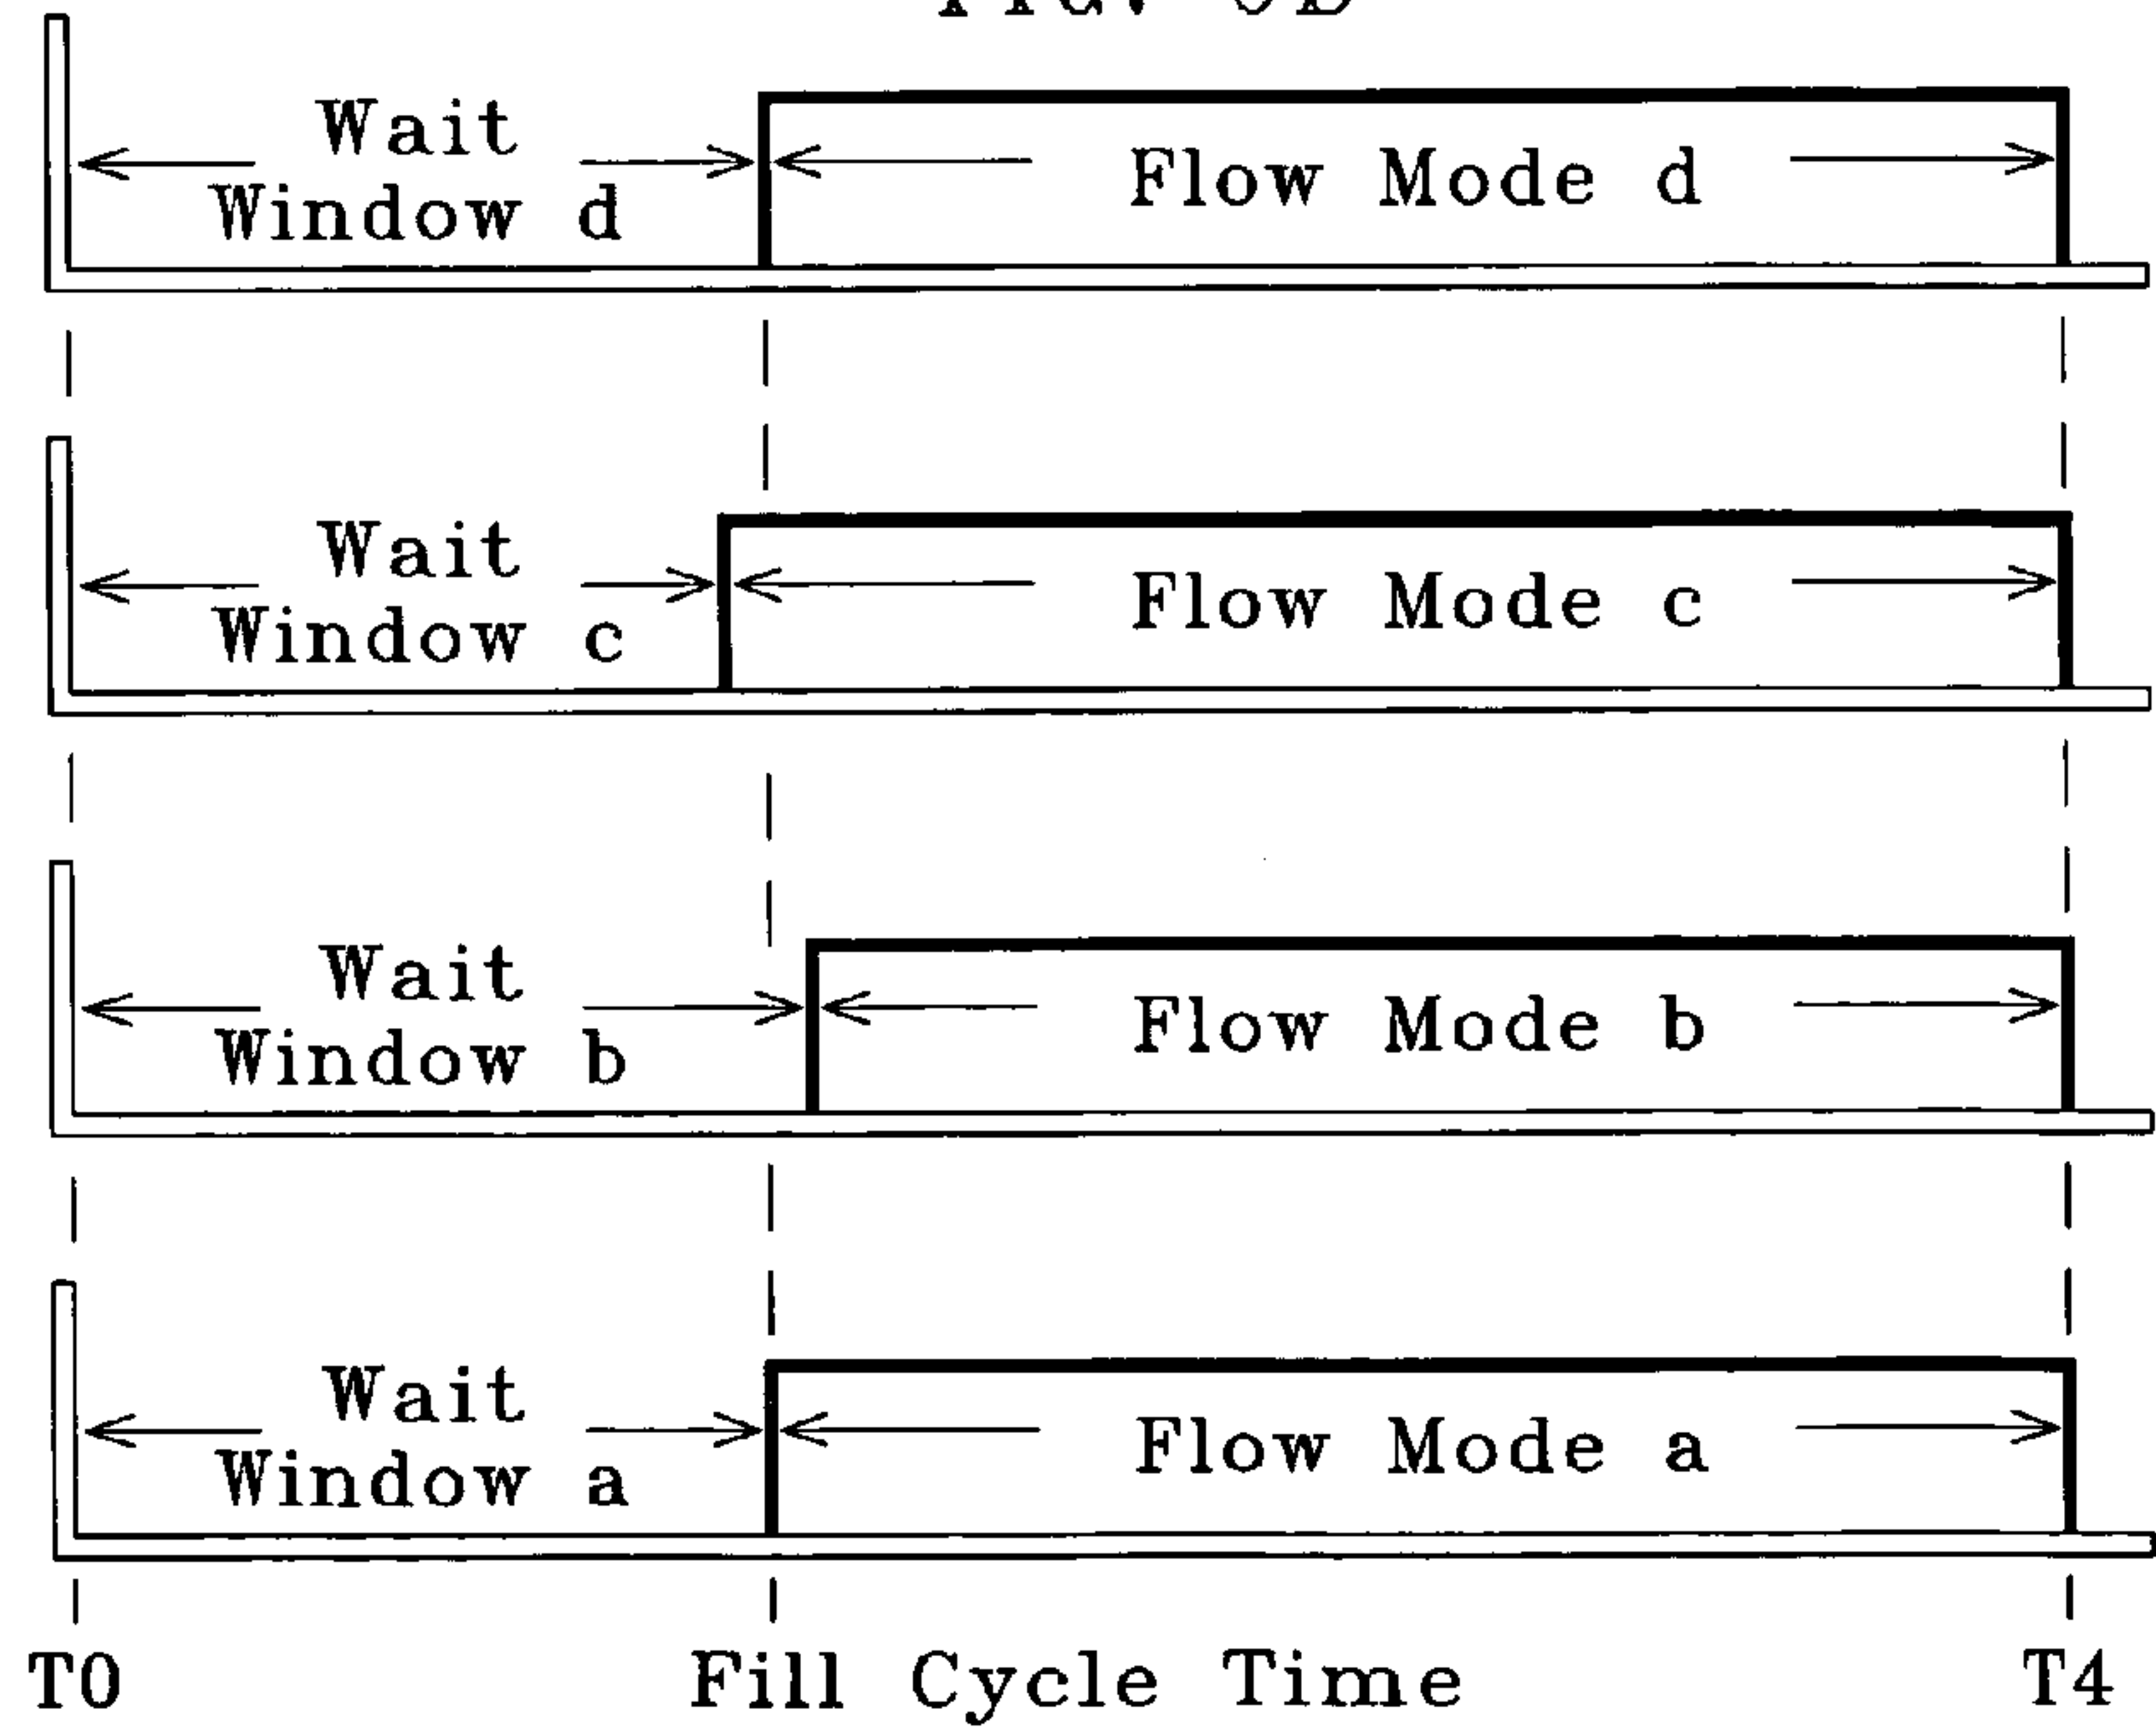 Wait
Window d
Flow Mode d
Wait
Window c
Flow Mode c
Wait
Window b
Flow Mode b
Wait
Window a
Flow Mode a
T0 Fill Cycle Time T4